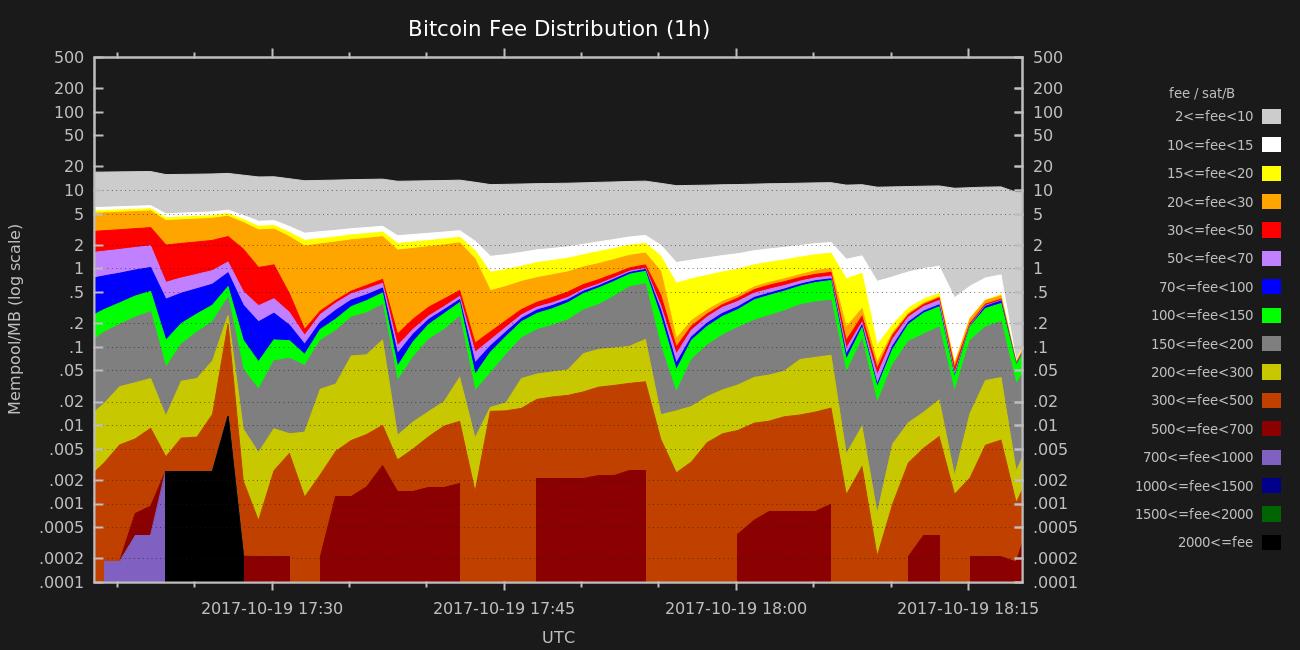 Bitcoin Fee Distribution (1h)
500 500
200 200
100 100
50 50
20 20
10 10
5 5
2 2
1 1
.5 .5
.2 .2
.1 .1
.05 .05
.02 .02
.01 .01
.005 .005
.002 .002
.001 .001
.0005 .0005
.0002 .0002
.0001 .0001
Mempool/MB (log scale)
2017-10-19 17:30 2017-10-19 17:45 2017-10-19 18:00 2017-10-19 18:15
UTC
fee / sat/B
2<=fee<10
10<=fee<15
15<=fee<20
20<=fee<30
30<=fee<50
50<=fee<70
70<=fee<100
100<=fee<150
150<=fee<200
200<=fee<300
300<=fee<500
500<=fee<700
700<=fee<1000
1000<=fee<1500
1500<=fee<2000
2000<=fee